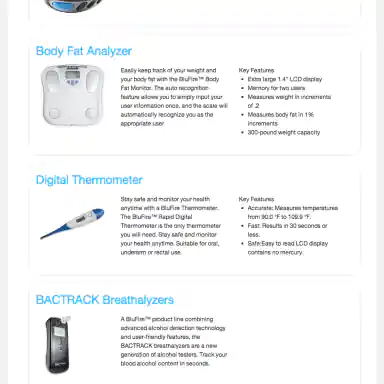 Body Fat Analyzer
Easily keep track of your weight and
your body fat with the BluFire™ Body
Fat Monitor. The auto recognition
feature allows you to simply input your
user information once, and the scale will
automatically recognize you as the
appropriate user
Key Features
Extra large 1.4" LCD display
Memory for two users
Measures weight in increments
of .2
Measures body fat in 1%
increments
300-pound weight capacity
Digital Thermometer
Stay safe and monitor your health
anytime with a BluFire Thermometer.
The BluFire™ Rapid Digital
Thermometer is the only thermometer
you will need. Stay safe and monitor
your health anytime. Suitable for oral,
underarm or rectal use.
Key Features
Accurate: Measures temperatures
from 90.0 °F to 109.9 °F.
Fast: Results in 30 seconds or
less.
Safe:Easy to read LCD display
contains no mercury.
BACTRACK Breathalyzers
A BluFire™ product line combining
advanced alcohol detection technology
and user-friendly features, the
BACTRACK breathalyzers are a new
generation of alcohol testers. Track your
blood alcohol content in seconds.